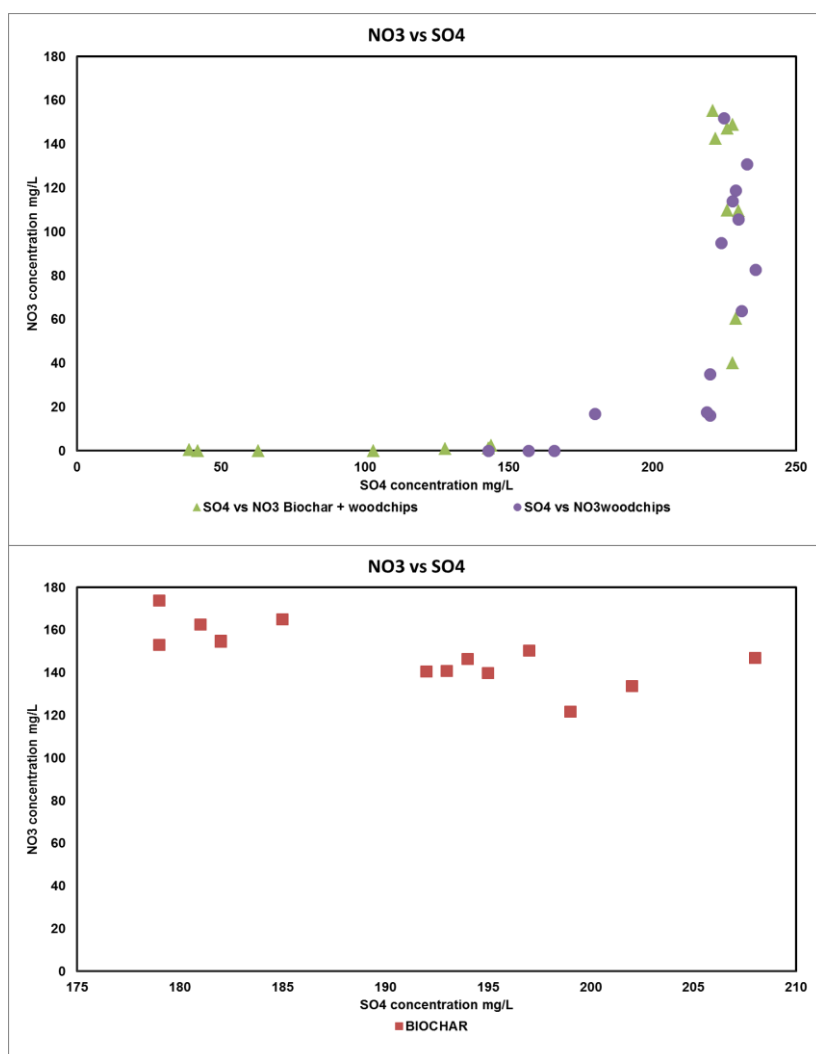 NO3 vs SO4
180
160
140
120
100
80
60
40
20
0
NO3 concentration mg/L
0 50 100 150 200 250
SO4 concentration mg/L
SO4 vs NO3 Biochar + woodchips SO4 vs NO3woodchips
NO3 vs SO4
180
160
140
120
100
80
60
40
20
0
NO3 concentration mg/L
175 180 185 190 195 200 205 210
SO4 concentration mg/L
BIOCHAR